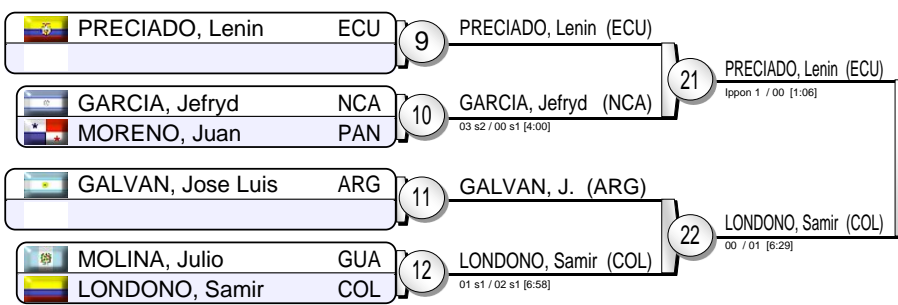 PRECIADO, Lenin ECU
9
PRECIADO, Lenin (ECU)
21
PRECIADO, Lenin (ECU)
Ippon 1 / 00 [1:06]
GARCIA, Jefryd NCA
MORENO, Juan PAN
10
GARCIA, Jefryd (NCA)
03 s2 / 00 s1 [4:00]
GALVAN, Jose Luis ARG
11
GALVAN, J. (ARG)
22
LONDONO, Samir (COL)
00 / 01 [6:29]
MOLINA, Julio GUA
LONDONO, Samir COL
12
LONDONO, Samir (COL)
01 s1 / 02 s1 [6:58]